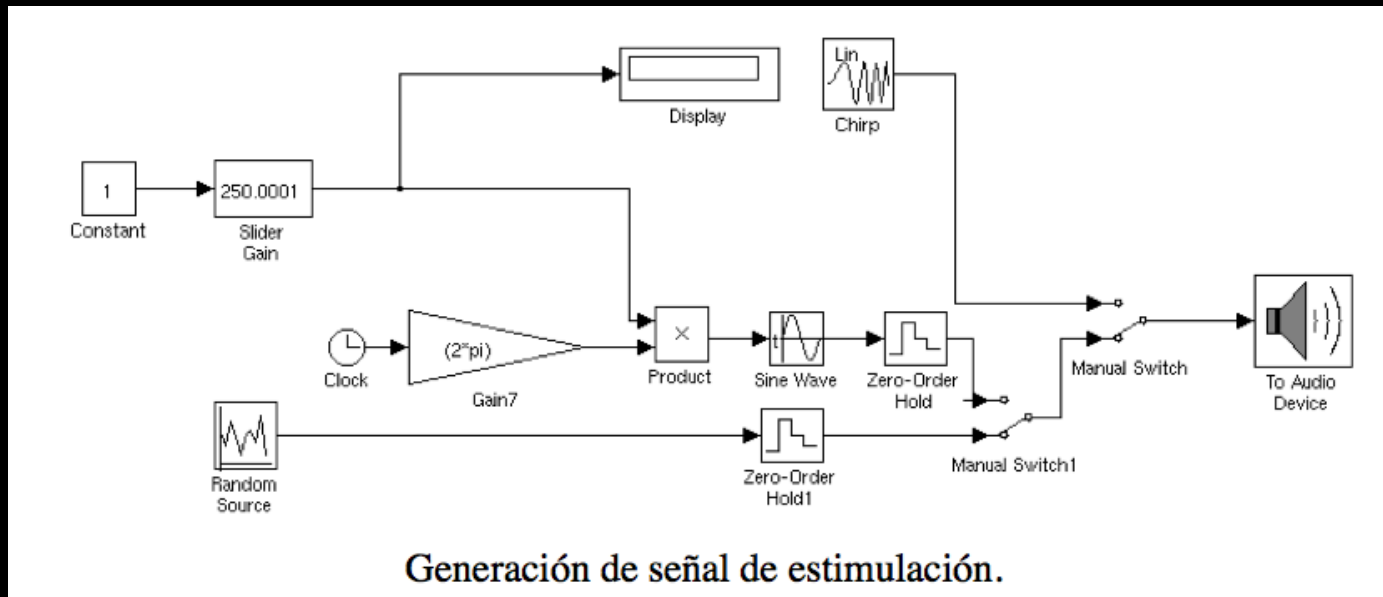 Lin
Display
Chirp
1
Constant
250.0001
Slider
Gain
Clock
(2*pi)
Gain7
×
Product
t
Sine Wave
Zero-Order
Hold
Manual Switch
To Audio
Device
Random
Source
Zero-Order
Hold1
Manual Switch1
Generación de señal de estimulación.